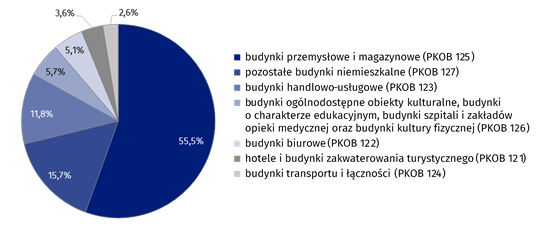 3,6%
2,6%
5,1%
5,7%
11,8%
15,7%
55,5%
budynki przemysłowe i magazynowe (PKOB 125)
pozostałe budynki niemieszkalne (PKOB 127)
budynki handlowo-usługowe (PKOB 123)
budynki ogólnodostępne obiekty kulturalne, budynki
o charakterze edukacyjnym, budynki szpitali i zakładów
opieki medycznej oraz budynki kultury fizycznej (PKOB 126)
budynki biurowe (PKOB 122)
hotele i budynki zakwaterowania turystycznego (PKOB 121)
budynki transportu i łączności (PKOB 124)